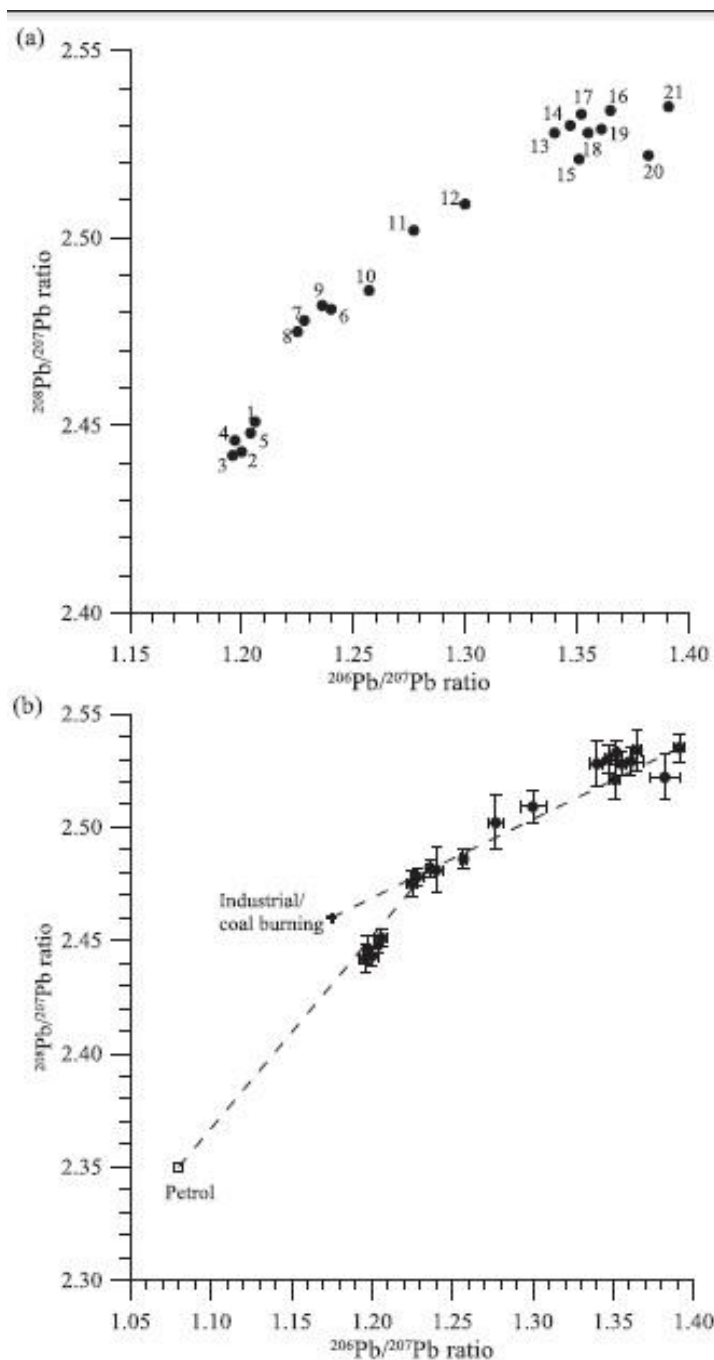 (a)
2.55
2.50
2.45
2.40
²⁰⁸Pb/²⁰⁷Pb ratio
1 2 3 4 5 6 7 8 9 10 11 12 13 14 15 16 17 18 19 20 21
1.15 1.20 1.25 1.30 1.35 1.40
²⁰⁶Pb/²⁰⁷Pb ratio
(b)
2.55
2.50
2.45
2.40
2.35
2.30
²⁰⁸Pb/²⁰⁷Pb ratio
Industrial/
coal burning
Petrol
1.05 1.10 1.15 1.20 1.25 1.30 1.35 1.40
²⁰⁶Pb/²⁰⁷Pb ratio